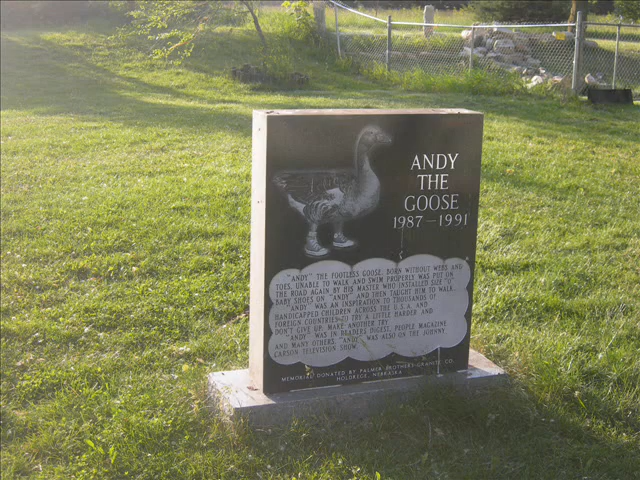 ANDY
THE
GOOSE
1987-1991
"ANDY" THE FOOTLESS GOOSE, BORN WITHOUT WEBS AND
TOES, UNABLE TO WALK AND SWIM PROPERLY WAS PUT ON
THE ROAD AGAIN BY HIS MASTER WHO INSTALLED SIZE "0"
BABY SHOES ON "ANDY" AND THEN TAUGHT HIM TO WALK.
"ANDY" WAS AN INSPIRATION TO THOUSANDS OF
HANDICAPPED CHILDREN ACROSS THE U.S.A. AND
FOREIGN COUNTRIES-TO TRY A LITTLE HARDER AND
DON'T GIVE UP. MAKE ANOTHER TRY.
"ANDY" WAS IN READERS DIGEST, PEOPLE MAGAZINE
AND MANY OTHERS. "ANDY" WAS ALSO ON THE JOHNNY
CARSON TELEVISION SHOW.
MEMORIAL DONATED BY PALMER BROTHERS GRANITE CO.
HOLDREGE, NEBRASKA